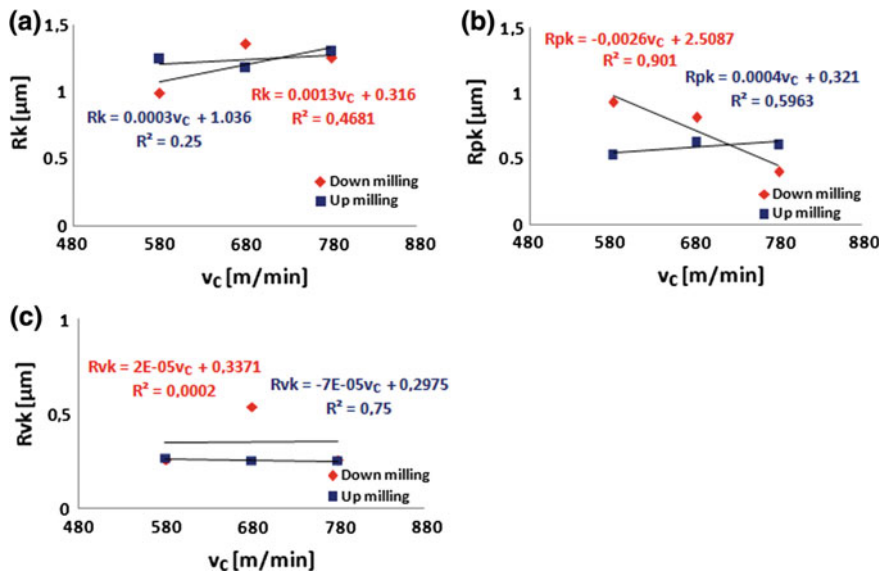 (a)
1,5
1
0,5
0
Rk [µm]
Rk = 0.0003vC + 1.036
R² = 0.25
Rk = 0.0013vC + 0.316
R² = 0,4681
Down milling
Up milling
480 580 680 780 880
vC [m/min]
(b)
1,5
1
0.5
0
Rpk [µm]
Rpk = -0,0026vC + 2.5087
R² = 0,901
Rpk = 0.0004vC + 0,321
R² = 0,5963
Down milling
Up milling
480 580 680 780 880
vC [m/min]
(c)
1
0,5
0
Rvk [µm]
Rvk = 2E-05vC + 0,3371
R² = 0,0002
Rvk = -7E-05vC + 0,2975
R² = 0,75
Down milling
Up milling
480 580 680 780 880
vC [m/min]